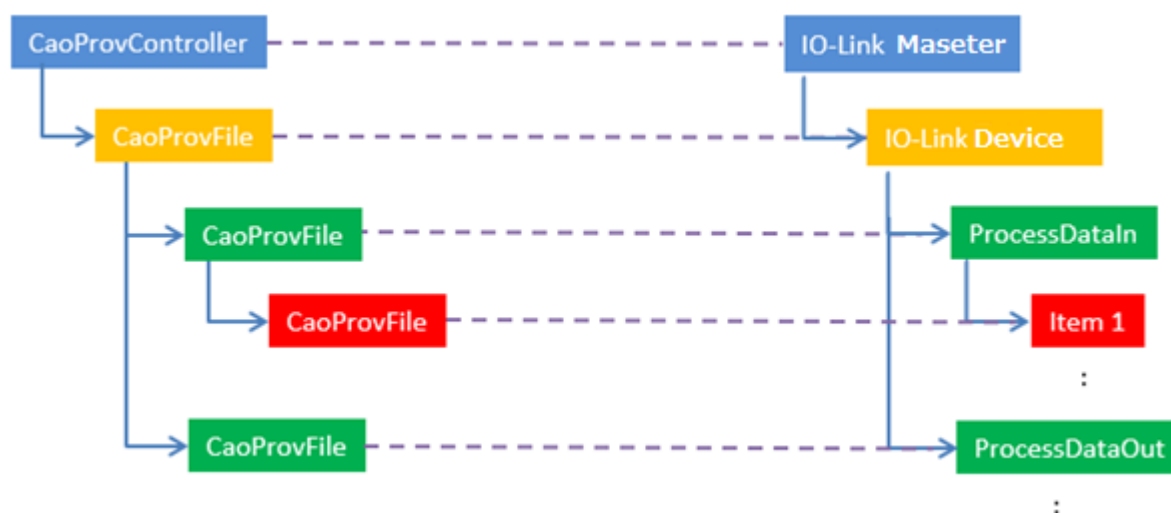 CaoProvController IO-Link Maseter
CaoProvFile IO-Link Device
CaoProvFile ProcessDataIn
CaoProvFile Item 1
:
CaoProvFile ProcessDataOut
: